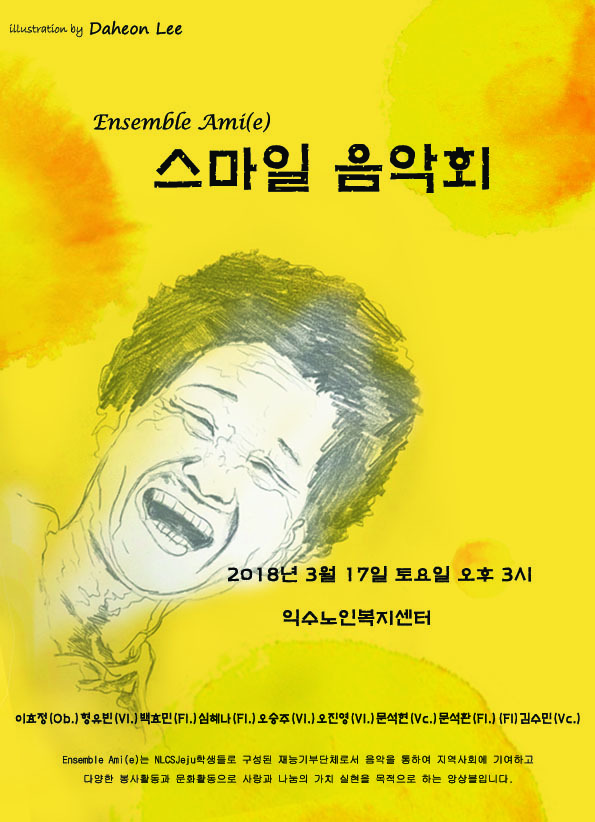 illustration by Daheon Lee
Ensemble Ami(e)
스마일 음악회
2018년 3월 17일 토요일 오후 3시
익수노인복지센터
이효정(Ob.)형유빈(Vl.)백효민(Fl.)심혜나(Fl.)오승주(Vl.)오진영(Vl.)문석현(Vc.)문석환(Fl.)(Fl)김수민(Vc.)
Ensemble Ami(e)는 NLCSJeju학생들로 구성된 재능기부단체로서 음악을 통하여 지역사회에 기여하고
다양한 봉사활동과 문화활동으로 사랑과 나눔의 가치 실현을 목적으로 하는 앙상블입니다.